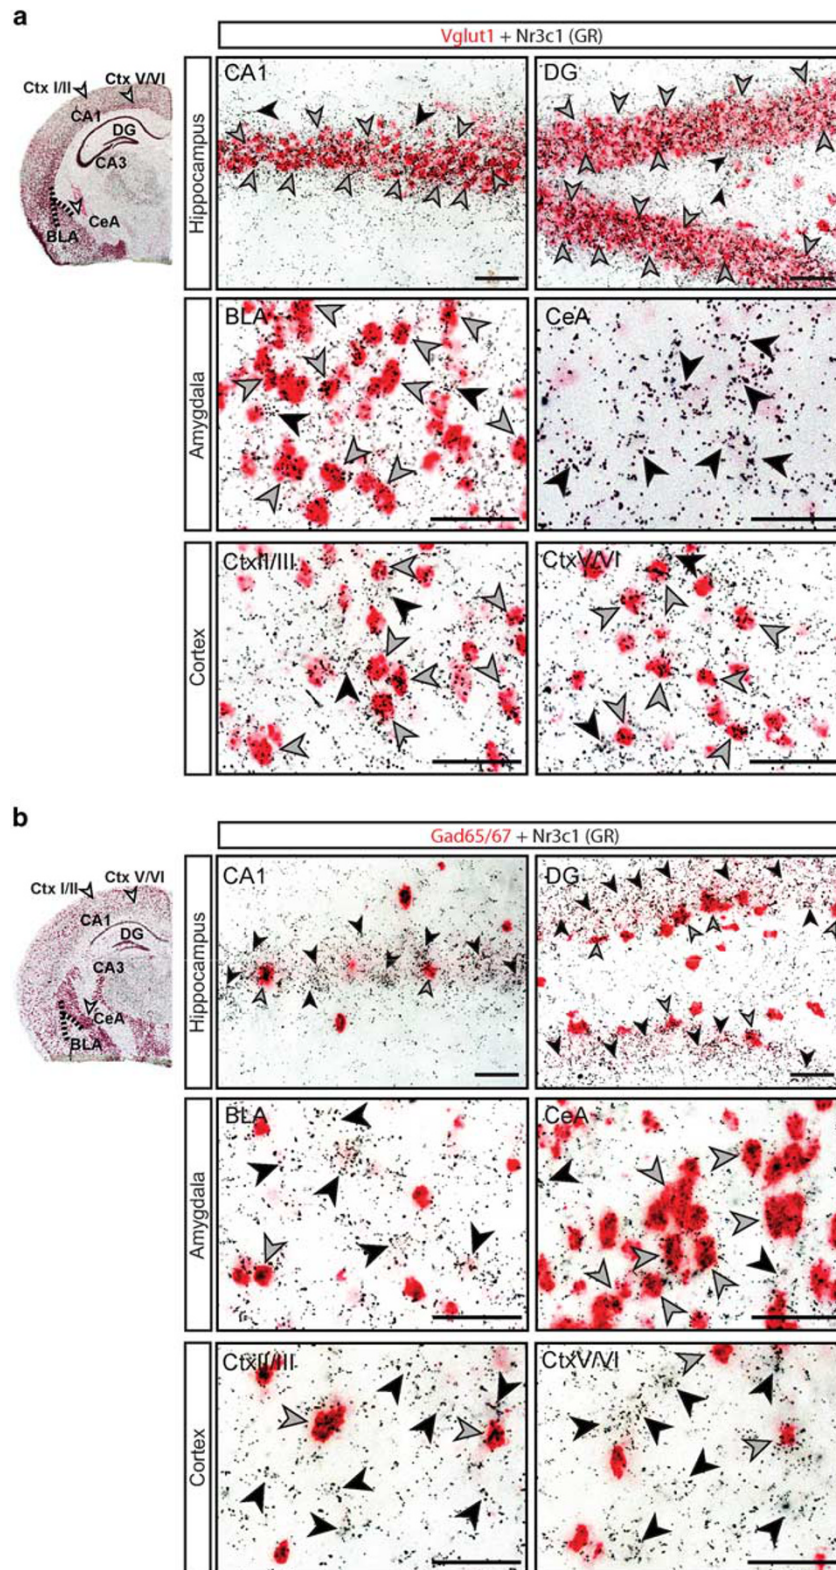 a
Vglut1 + Nr3c1 (GR)
Ctx I/II
Ctx V/VI
CA1
DG
CA3
CeA
BLA
Hippocampus
CA1
DG
Amygdala
BLA
CeA
Cortex
CtxII/III
CtxV/VI
b
Gad65/67 + Nr3c1 (GR)
Ctx I/II
Ctx V/VI
CA1
DG
CA3
CeA
BLA
Hippocampus
CA1
DG
Amygdala
BLA
CeA
Cortex
CtxII/III
CtxV/VI